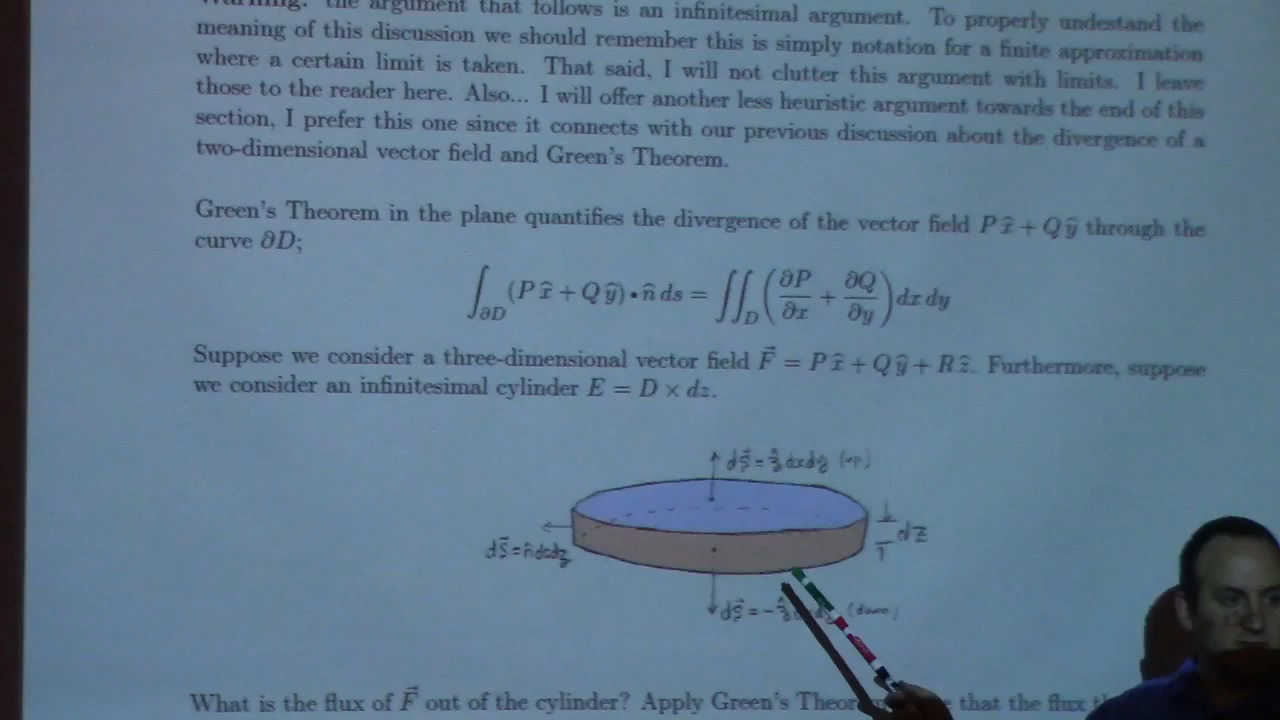 Warning: the argument that follows is an infinitesimal argument. To properly undestand the
meaning of this discussion we should remember this is simply notation for a finite approximation
where a certain limit is taken. That said, I will not clutter this argument with limits. I leave
those to the reader here. Also... I will offer another less heuristic argument towards the end of this
section, I prefer this one since it connects with our previous discussion about the divergence of a
two-dimensional vector field and Green's Theorem.
Green's Theorem in the plane quantifies the divergence of the vector field P x̂ + Q ŷ through the
curve ∂D;
∫_∂D (P x̂ + Q ŷ) • n̂ ds = ∬_D (∂P/∂x + ∂Q/∂y) dx dy
Suppose we consider a three-dimensional vector field F⃗ = P x̂ + Q ŷ + R ẑ. Furthermore, suppose
we consider an infinitesimal cylinder E = D × dz.
dS⃗ = ẑ dxdy (up)
dz
dS⃗ = n̂ dsdz
dS⃗ = -ẑ (down)
What is the flux of F⃗ out of the cylinder? Apply Green's that the flux